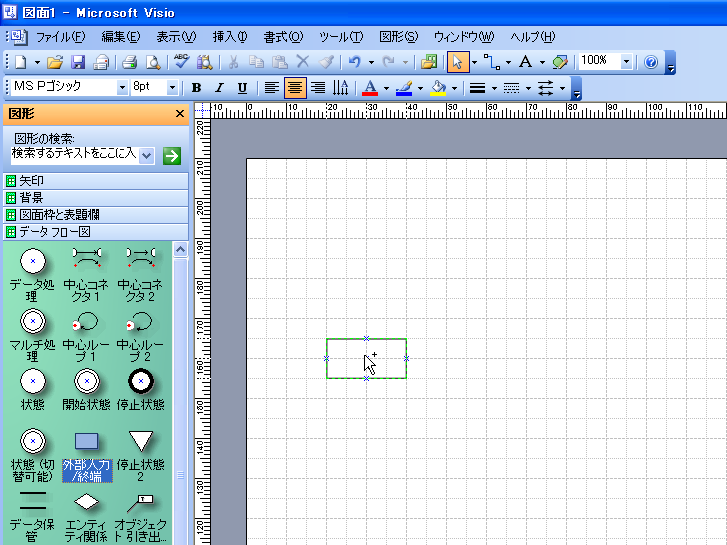 図面1 - Microsoft Visio
ファイル(F) 編集(E) 表示(V) 挿入(I) 書式(O) ツール(T) 図形(S) ウィンドウ(W) ヘルプ(H)
ABC A 100%
MS Pゴシック 8pt B I U A
図形
図形の検索:
検索するテキストをここに入
矢印
背景
図面枠と表題欄
データ フロー図
データ処理 中心コネクタ 1 中心コネクタ 2
マルチ処理 中心ループ 1 中心ループ 2
状態 開始状態 停止状態
状態 (切替可能) 外部入力/終端 停止状態 2
データ保管 エンティティ関係 オブジェクト 引き出...
10 0 10 20 30 40 50 60 70 80 90 100 110
220
210
200
190
180
170
160
150
140
130
120